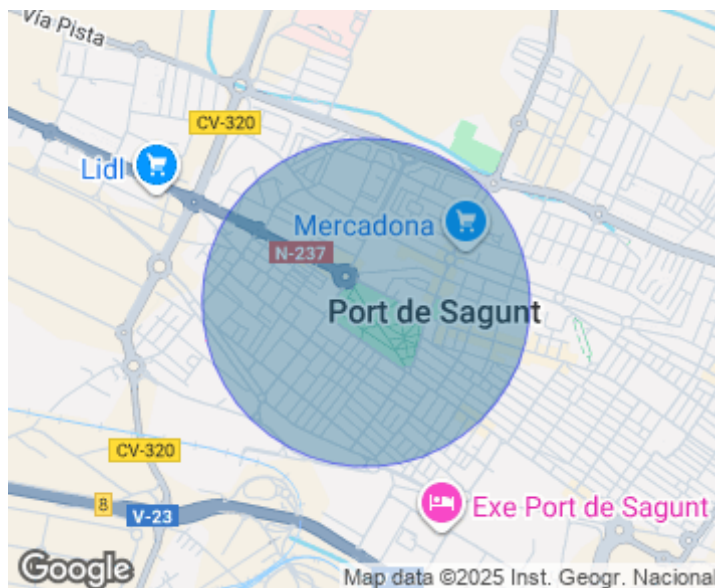 Vía Pista
CV-320
Lidl
Mercadona
N-237
Port de Sagunt
CV-320
8
V-23
Exe Port de Sagunt
Google
Map data ©2025 Inst. Geogr. Nacional